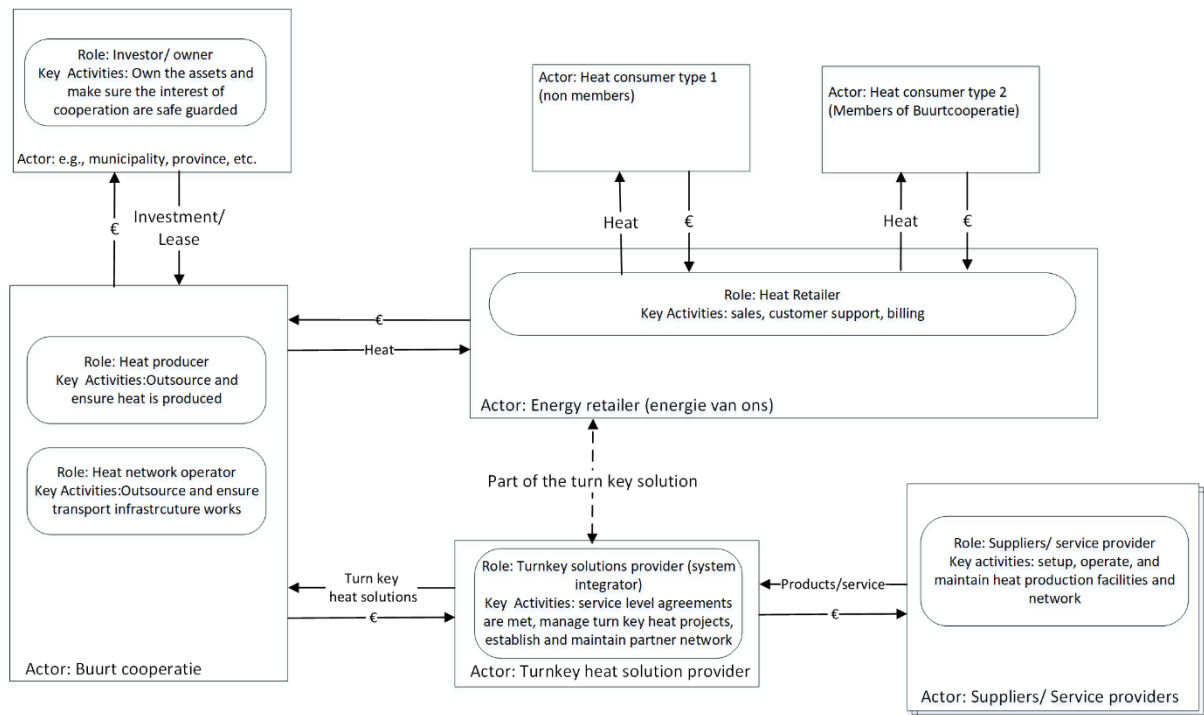 Role: Investor/ owner
Key Activities: Own the assets and
make sure the interest of
cooperation are safe guarded
Actor: e.g., municipality, province, etc.
Actor: Heat consumer type 1
(non members)
Actor: Heat consumer type 2
(Members of Buurtcooperatie)
€
Investment/
Lease
Heat
€
Heat
€
Role: Heat Retailer
Key Activities: sales, customer support, billing
Actor: Energy retailer (energie van ons)
€
Heat
Role: Heat producer
Key Activities:Outsource and
ensure heat is produced
Role: Heat network operator
Key Activities:Outsource and ensure
transport infrastrcuture works
Actor: Buurt cooperatie
Part of the turn key solution
Turn key
heat solutions
€
Role: Turnkey solutions provider (system
integrator)
Key Activities: service level agreements
are met, manage turn key heat projects,
establish and maintain partner network
Actor: Turnkey heat solution provider
Products/service
€
Role: Suppliers/ service provider
Key activities: setup, operate, and
maintain heat production facilities and
network
Actor: Suppliers/ Service providers